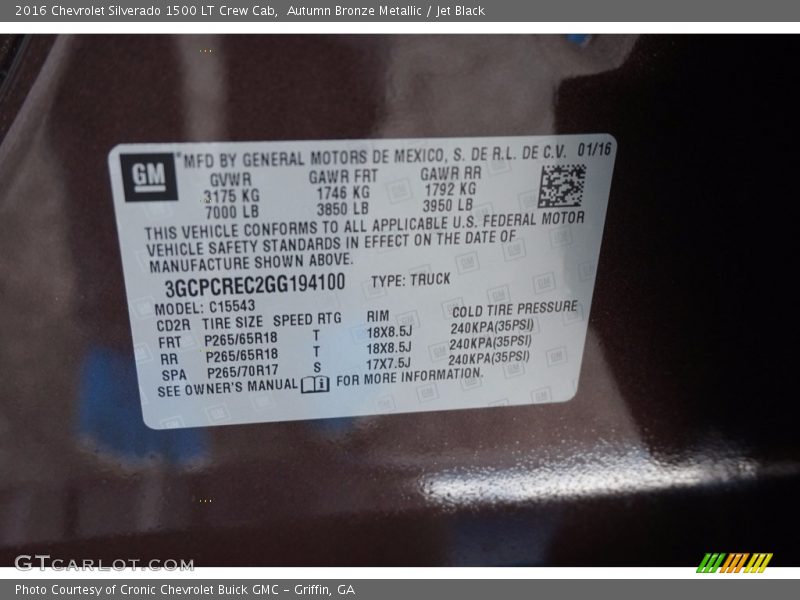 2016 Chevrolet Silverado 1500 LT Crew Cab,  Autumn Bronze Metallic / Jet Black
GM
MFD BY GENERAL MOTORS DE MEXICO, S. DE R.L. DE C.V. 01/16
GVWR GAWR FRT GAWR RR
3175 KG 1746 KG 1792 KG
7000 LB 3850 LB 3950 LB
THIS VEHICLE CONFORMS TO ALL APPLICABLE U.S. FEDERAL MOTOR
VEHICLE SAFETY STANDARDS IN EFFECT ON THE DATE OF
MANUFACTURE SHOWN ABOVE.
3GCPCREC2GG194100 TYPE: TRUCK
MODEL: C15543
CD2R TIRE SIZE SPEED RTG RIM COLD TIRE PRESSURE
FRT P265/65R18 T 18X8.5J 240KPA(35PSI)
RR P265/65R18 T 18X8.5J 240KPA(35PSI)
SPA P265/70R17 S 17X7.5J 240KPA(35PSI)
SEE OWNER'S MANUAL FOR MORE INFORMATION.
GTCARLOT.COM
Photo Courtesy of Cronic Chevrolet Buick GMC – Griffin, GA